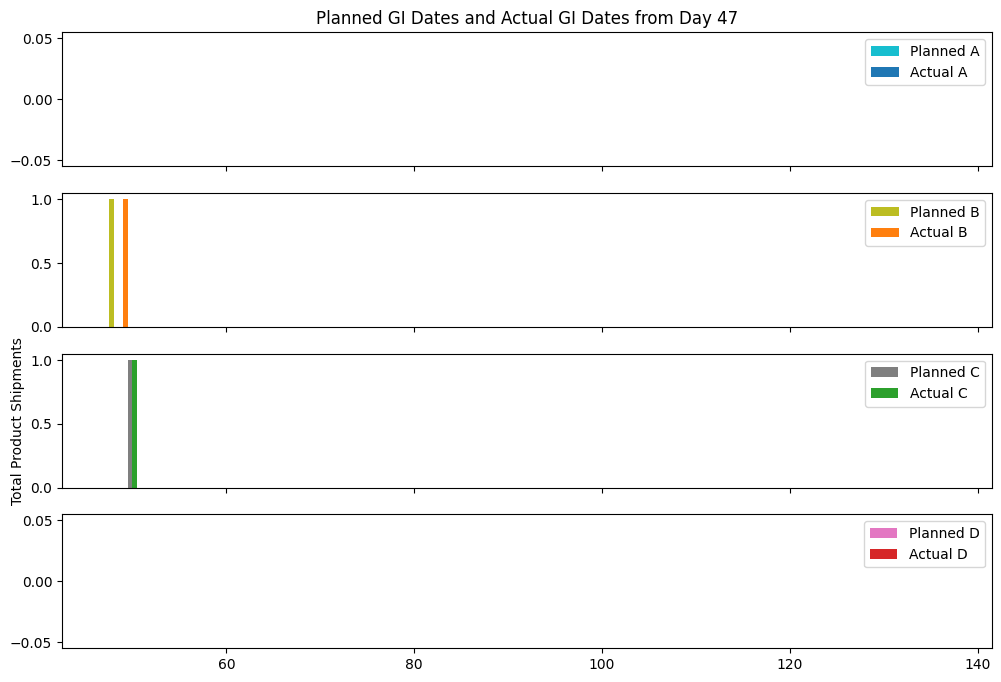 Planned GI Dates and Actual GI Dates from Day 47
0.05
0.00
−0.05
Planned A
Actual A
1.0
0.5
0.0
Planned B
Actual B
Total Product Shipments
1.0
0.5
0.0
Planned C
Actual C
0.05
0.00
−0.05
Planned D
Actual D
60 80 100 120 140